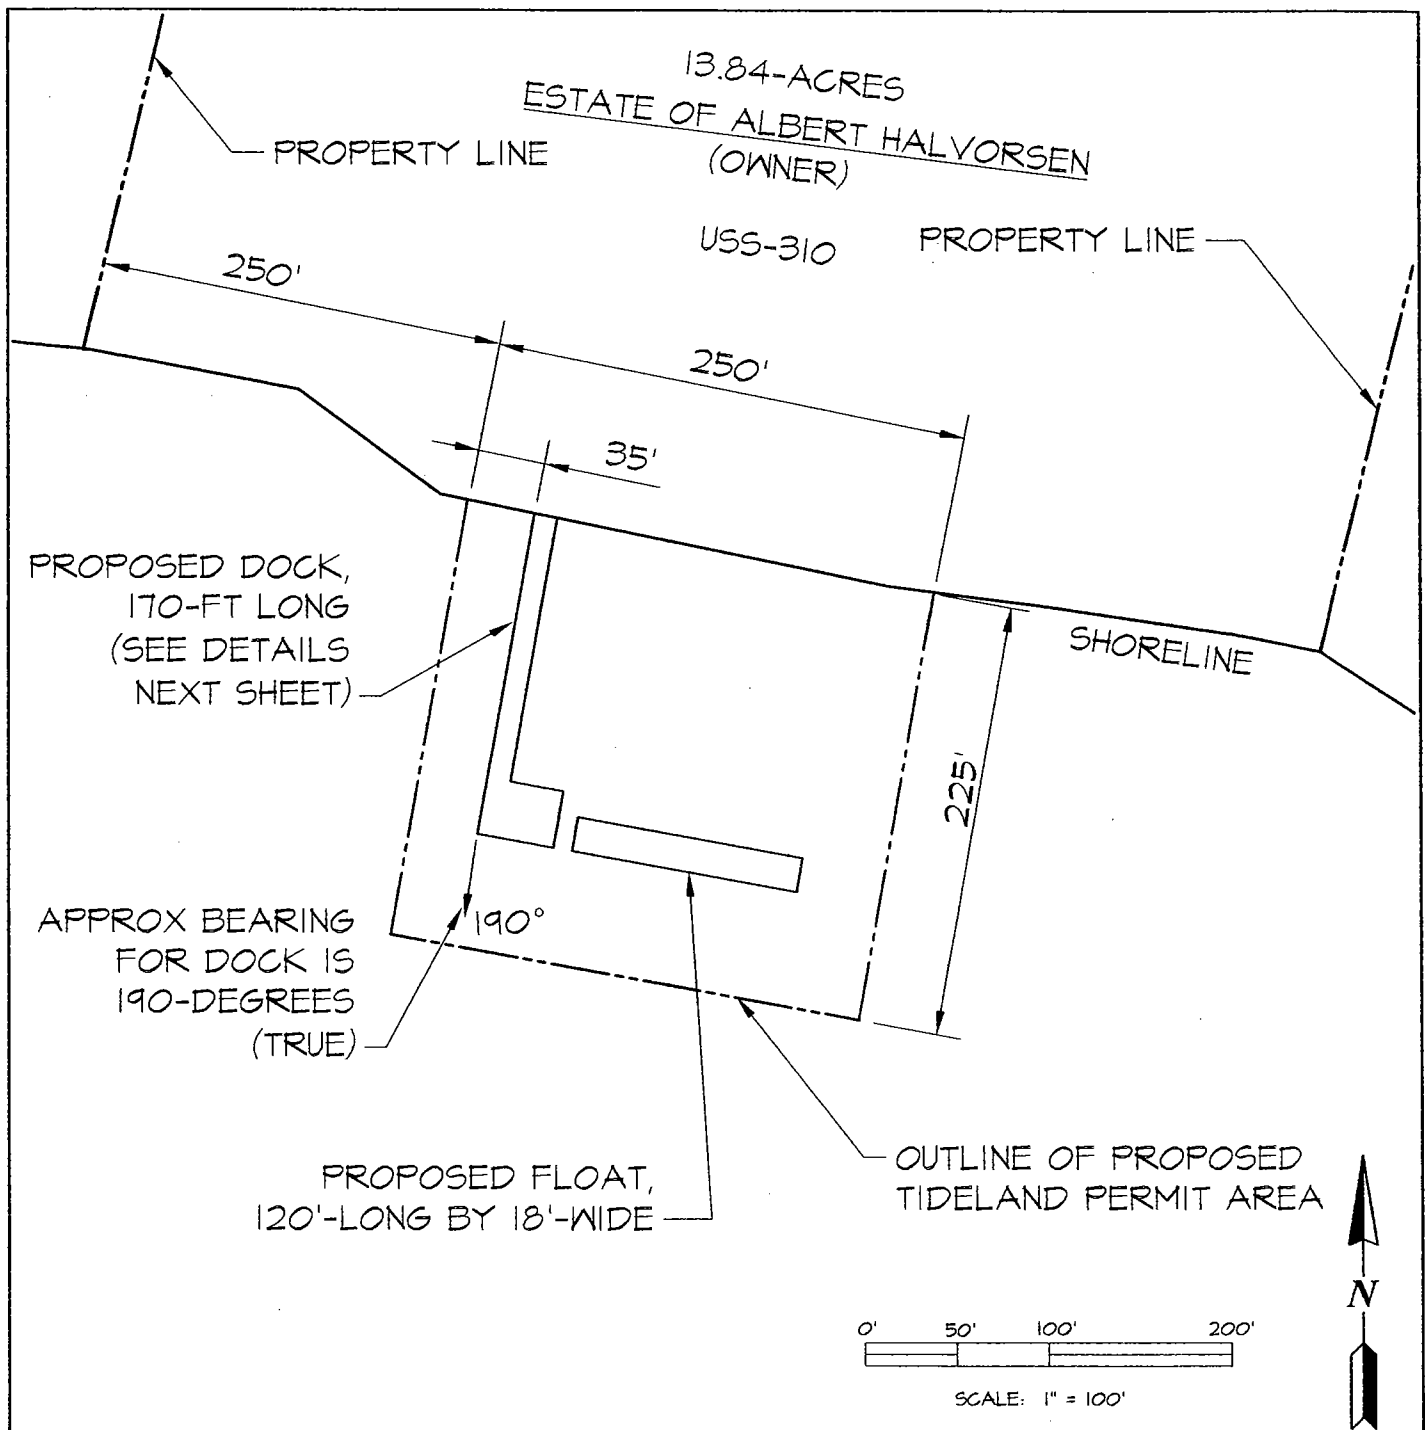 13.84-ACRES
ESTATE OF ALBERT HALVORSEN
(OWNER)
PROPERTY LINE
USS-310
PROPERTY LINE
250'
250'
35'
PROPOSED DOCK,
170-FT LONG
(SEE DETAILS
NEXT SHEET)
SHORELINE
225'
APPROX BEARING
FOR DOCK IS
190-DEGREES
(TRUE)
190°
PROPOSED FLOAT,
120'-LONG BY 18'-WIDE
OUTLINE OF PROPOSED
TIDELAND PERMIT AREA
N
0' 50' 100' 200'
SCALE: 1" = 100'